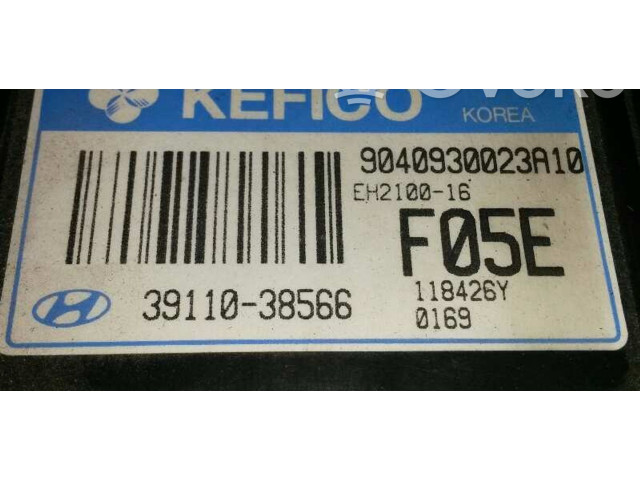 KEFICO
KOREA
9040930023A10
EH2100-16
F05E
39110-38566
118426Y
0169